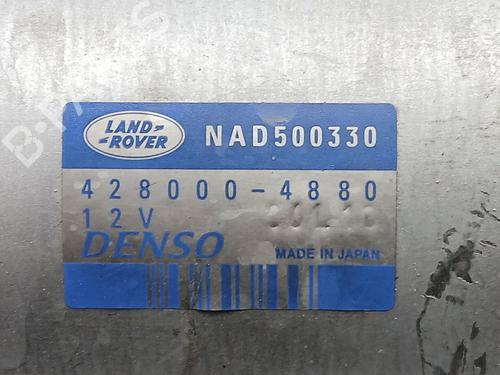 LAND-
-ROVER
NAD500330
428000-4880
12V
DENSO
MADE IN JAPAN